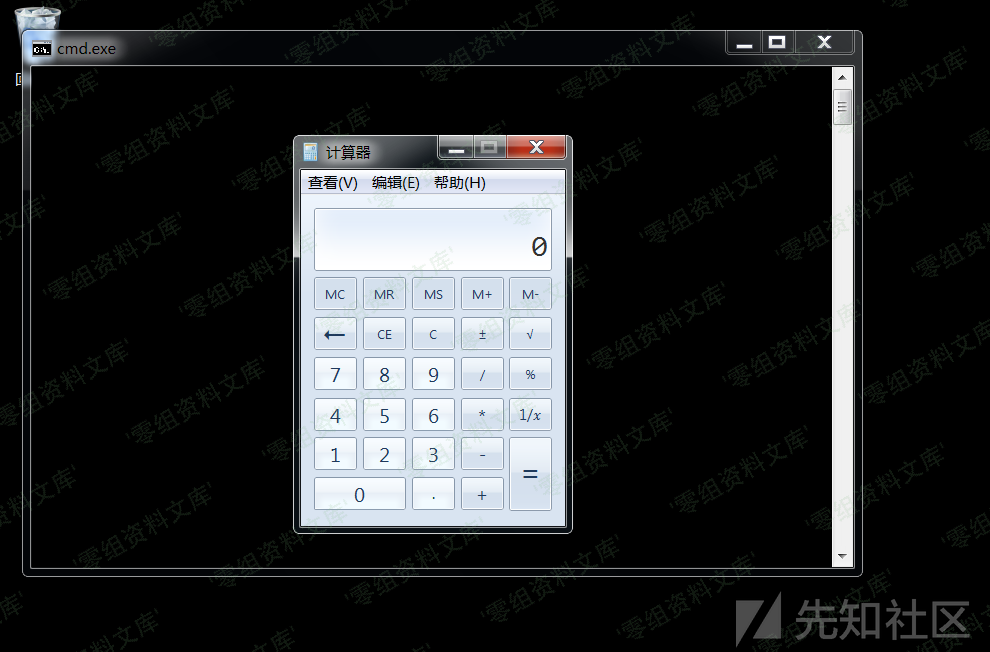 cmd.exe
计算器
查看(V) 编辑(E) 帮助(H)
0
MC MR MS M+ M-
← CE C ± √
7 8 9 / %
4 5 6 * 1/x
1 2 3 - =
0 . +
零组资料文库
先知社区